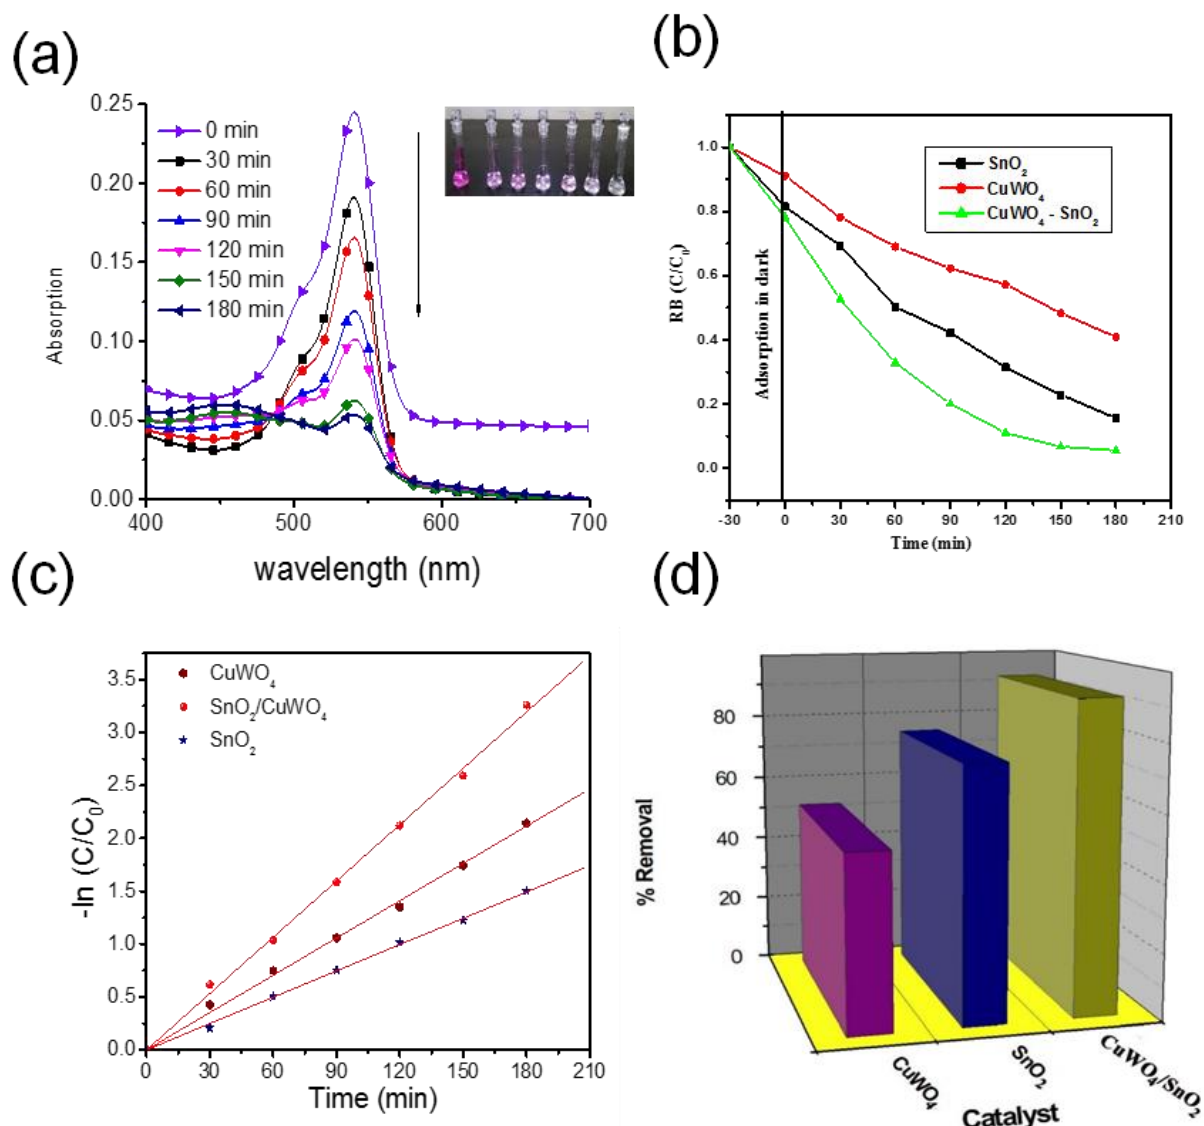 (a)
0.25
0.20
0.15
0.10
0.05
0.00
Absorption
0 min
30 min
60 min
90 min
120 min
150 min
180 min
400
500
600
700
wavelength (nm)
(b)
1.0
0.8
0.6
0.4
0.2
0.0
RB (C/C₀)
Adsorption in dark
SnO₂
CuWO₄
CuWO₄ - SnO₂
-30
0
30
60
90
120
150
180
210
Time (min)
(c)
3.5
3.0
2.5
2.0
1.5
1.0
0.5
0.0
-ln (C/C₀)
CuWO₄
SnO₂/CuWO₄
SnO₂
0
30
60
90
120
150
180
210
Time (min)
(d)
80
60
40
20
0
% Removal
CuWO₄
SnO₂
CuWO₄/SnO₂
Catalyst